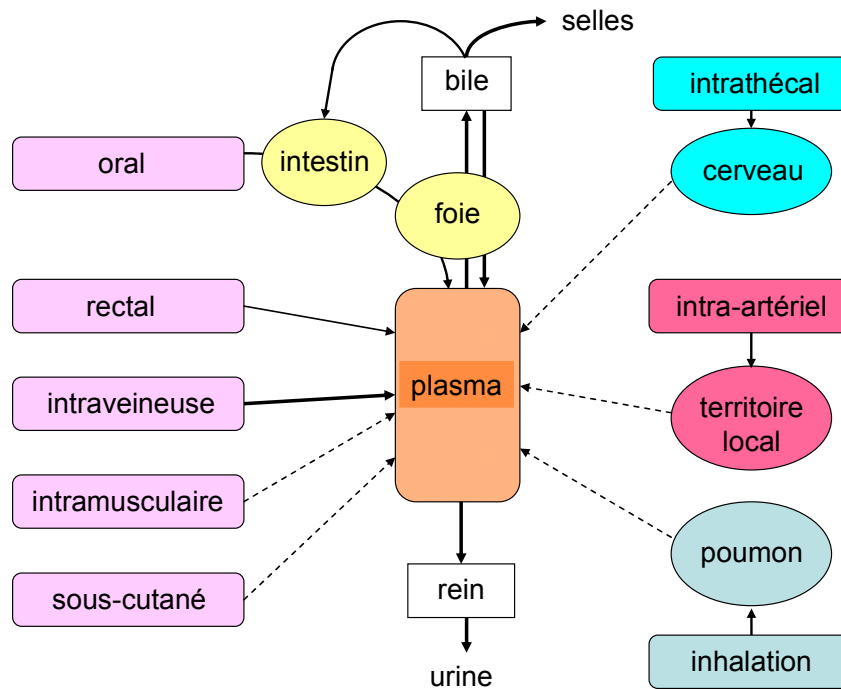 selles
bile
intrathécal
oral
intestin
cerveau
foie
rectal
intra-artériel
plasma
intraveineuse
territoire
local
intramusculaire
poumon
sous-cutané
rein
inhalation
urine